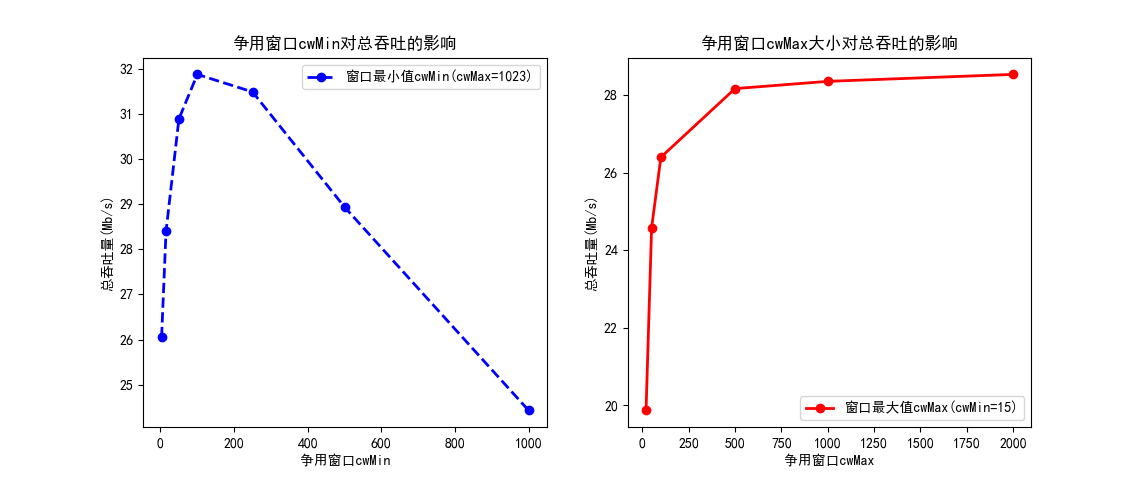 争用窗口cwMin对总吞吐的影响
窗口最小值cwMin(cwMax=1023)
总吞吐量(Mb/s)
32
31
30
29
28
27
26
25
0 200 400 600 800 1000
争用窗口cwMin
争用窗口cwMax大小对总吞吐的影响
总吞吐量(Mb/s)
28
26
24
22
20
窗口最大值cwMax(cwMin=15)
0 250 500 750 1000 1250 1500 1750 2000
争用窗口cwMax